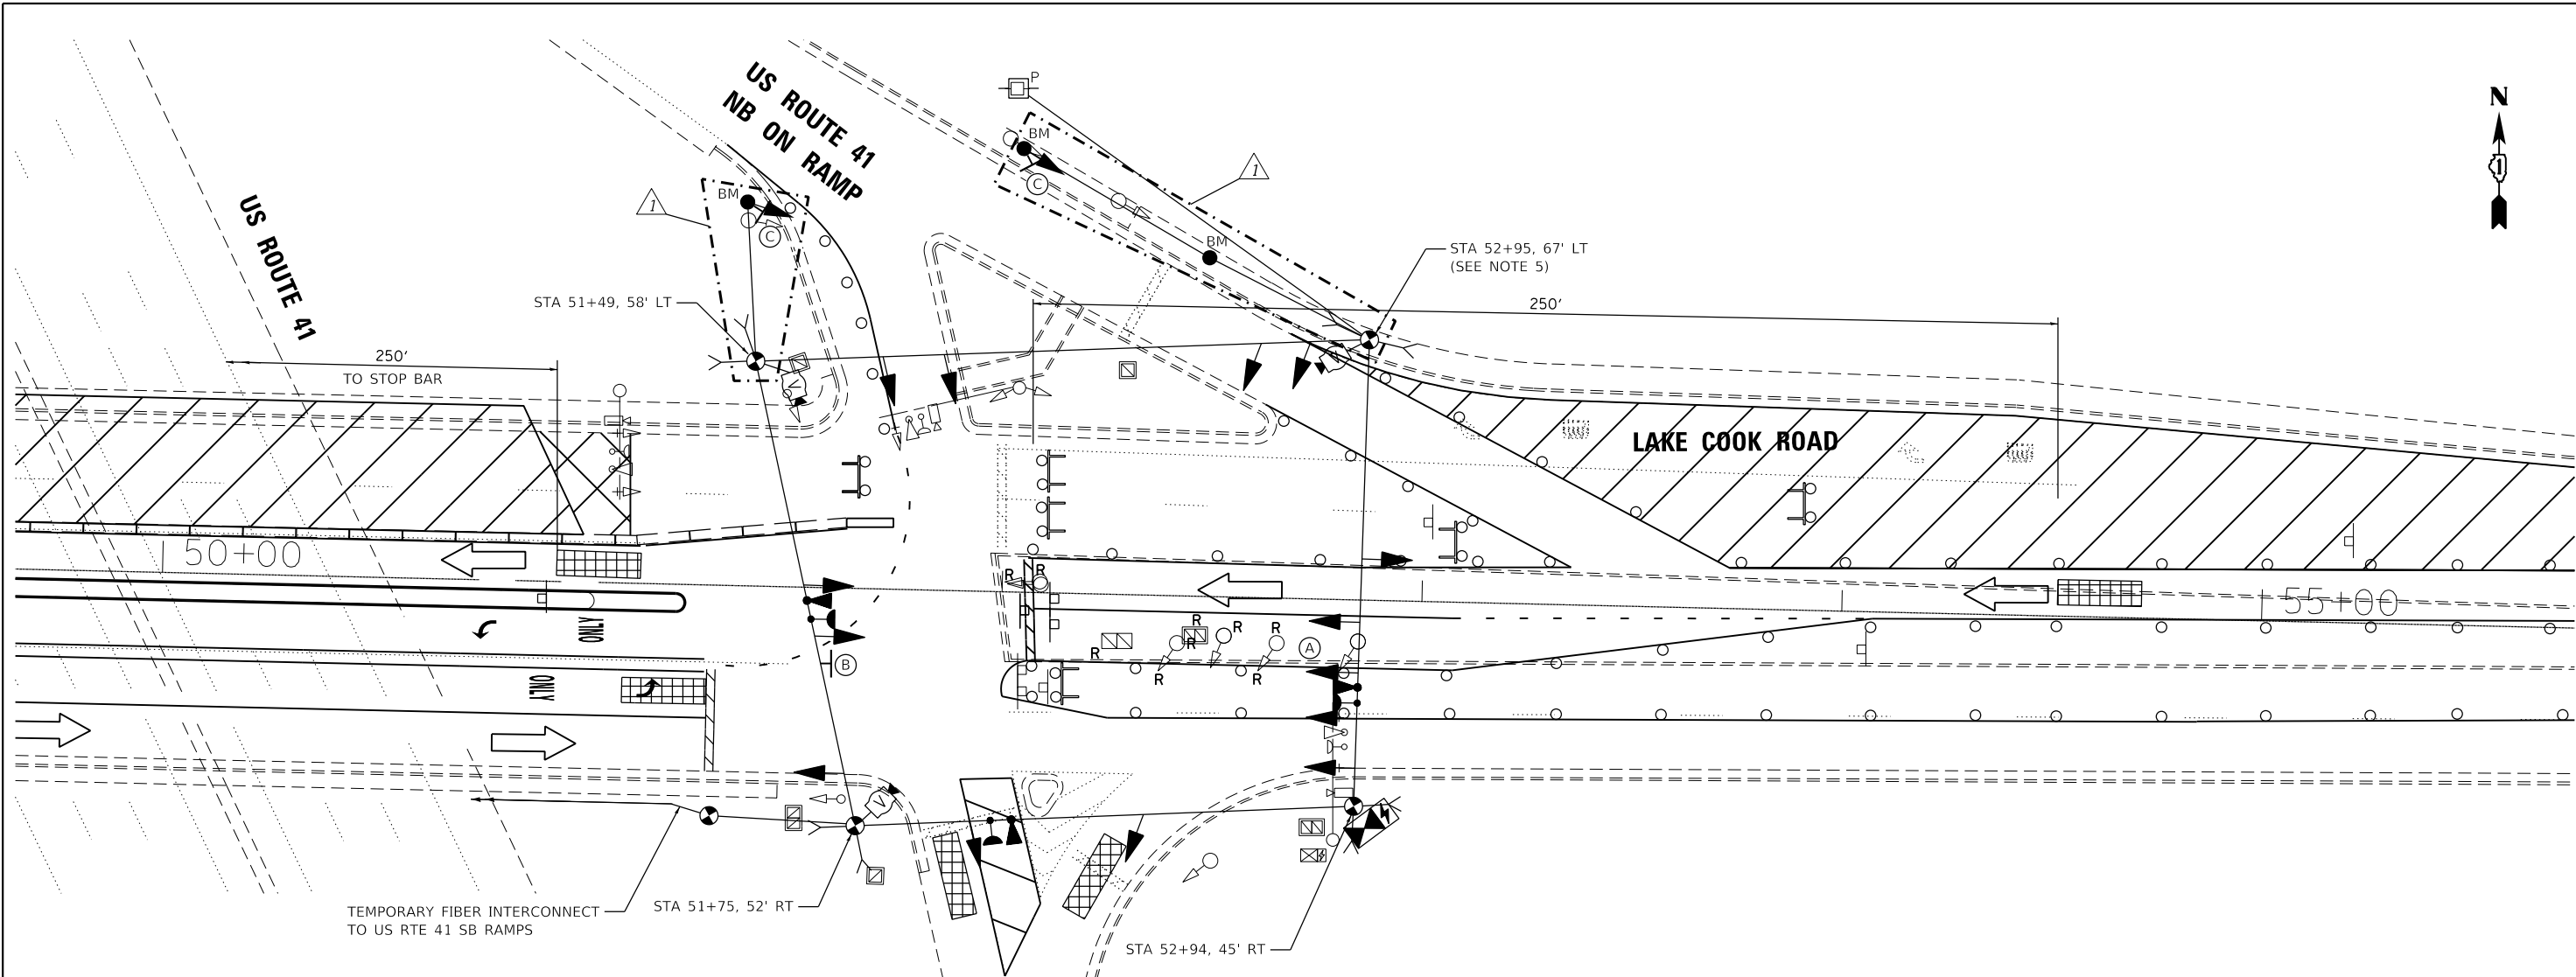 US ROUTE 41
NB ON RAMP
P
BM
BM
BM
C
C
1
1
N
1
US ROUTE 41
STA 51+49, 58' LT
STA 52+95, 67' LT
(SEE NOTE 5)
250'
250'
TO STOP BAR
V
V
LAKE COOK ROAD
50+00
55+00
R
R
R
R
R
R
R
R
R
A
B
ONLY
ONLY
V
TEMPORARY FIBER INTERCONNECT
TO US RTE 41 SB RAMPS
STA 51+75, 52' RT
STA 52+94, 45' RT